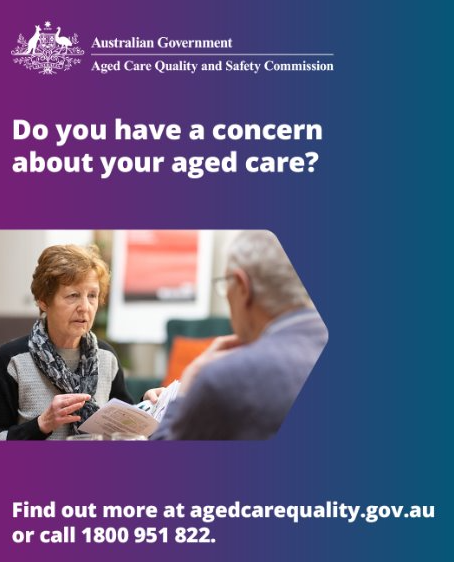 Australian Government
Aged Care Quality and Safety Commission
Do you have a concern
about your aged care?
Find out more at agedcarequality.gov.au
or call 1800 951 822.